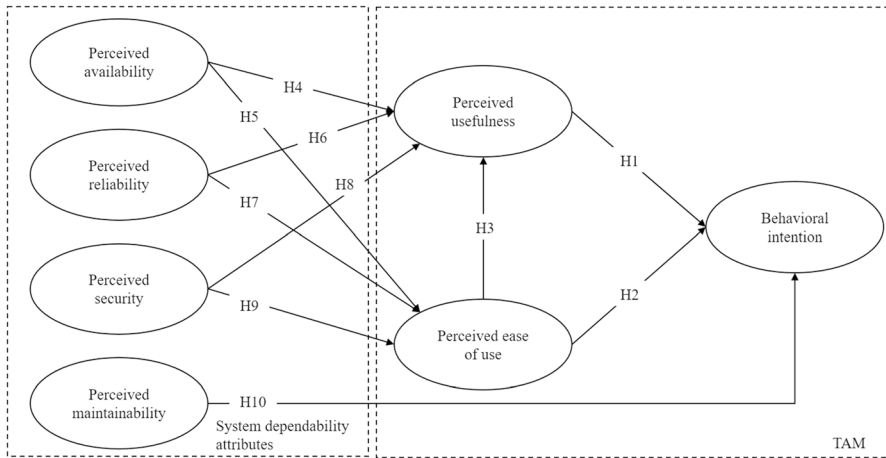 Perceived
availability
H4
Perceived
usefulness
H5
H6
Perceived
reliability
H1
H8
H7
Behavioral
intention
H3
Perceived
security
H9
H2
Perceived ease
of use
Perceived
maintainability
H10
System dependability
attributes
TAM